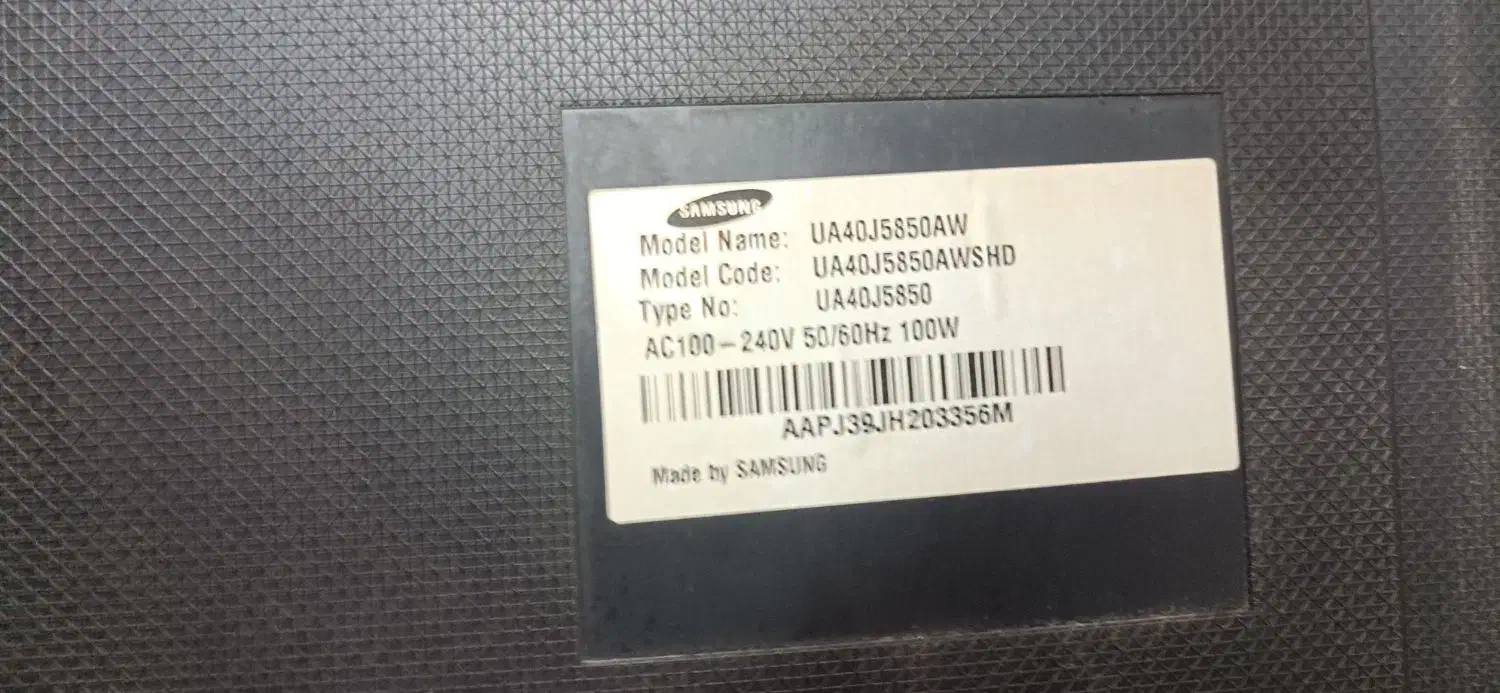 SAMSUNG
Model Name: UA40J5850AW
Model Code: UA40J5850AWSHD
Type No: UA40J5850
AC100-240V 50/60Hz 100W
AAPJ39JH203356M
Made by SAMSUNG